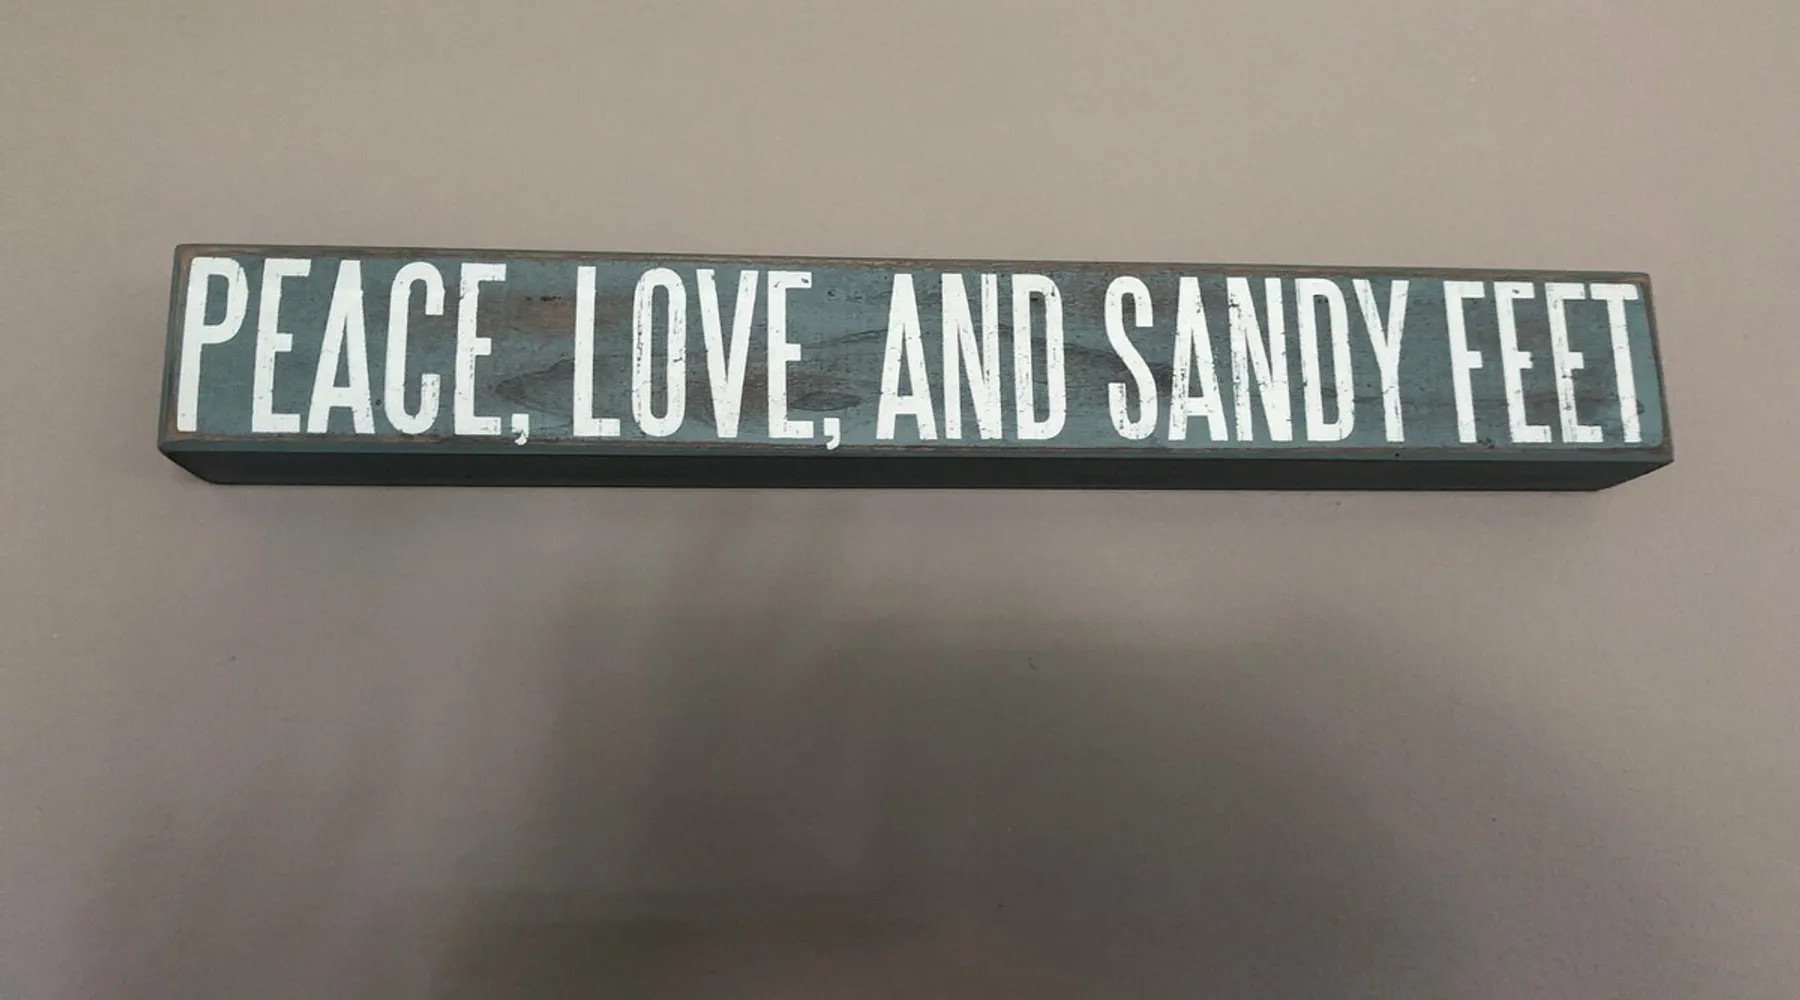 PEACE, LOVE, AND SANDY FEET